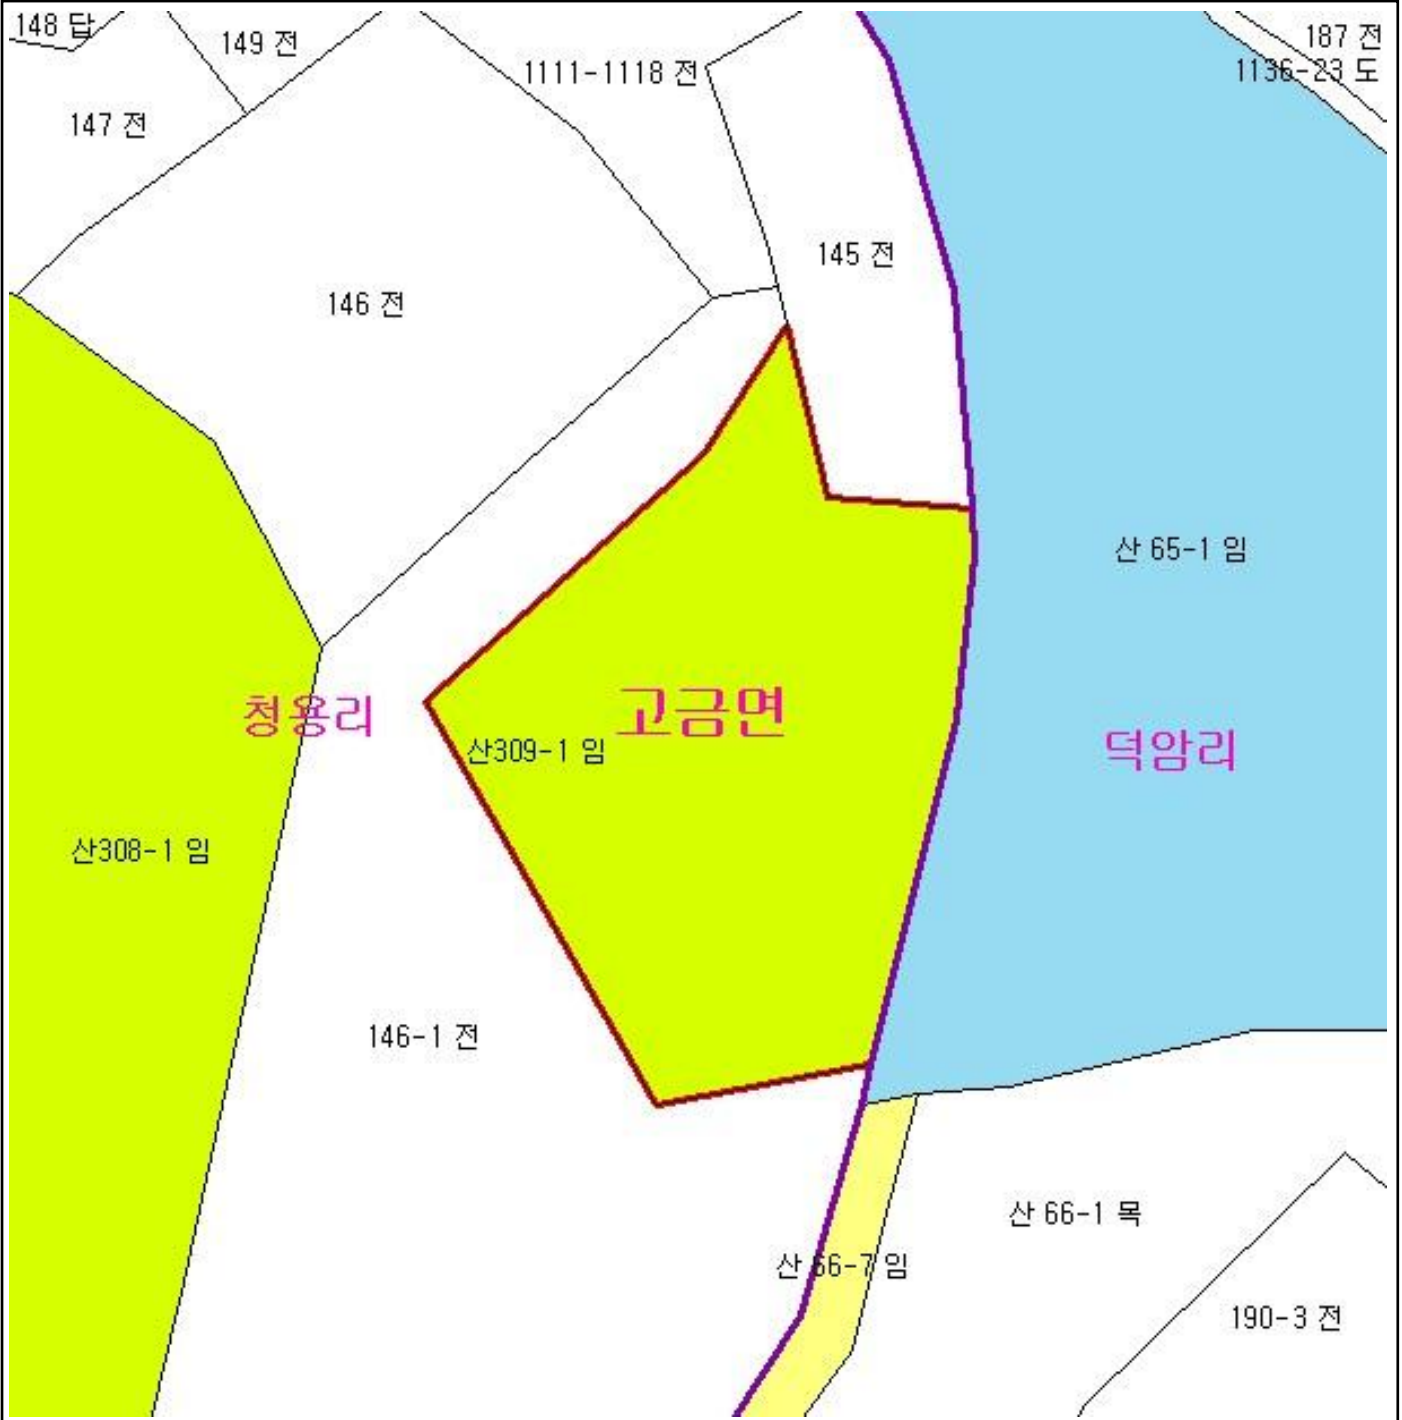 148 답
149 전
187 전
1111-1118 전
1136-23 도
147 전
145 전
146 전
산 65-1 임
청용리
고금면
산309-1 임
덕암리
산308-1 임
146-1 전
산 66-1 목
산 66-7 임
190-3 전